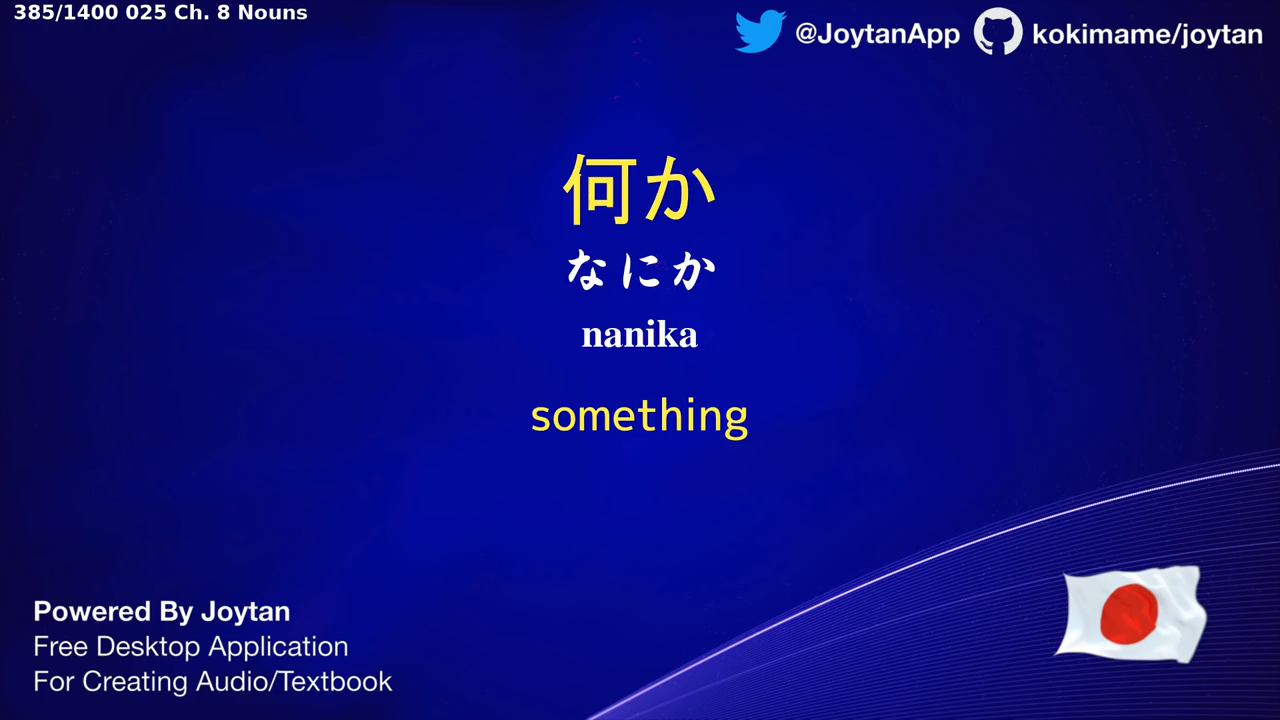 385/1400 025 Ch. 8 Nouns
@JoytanApp kokimame/joytan
何か
なにか
nanika
something
Powered By Joytan
Free Desktop Application
For Creating Audio/Textbook